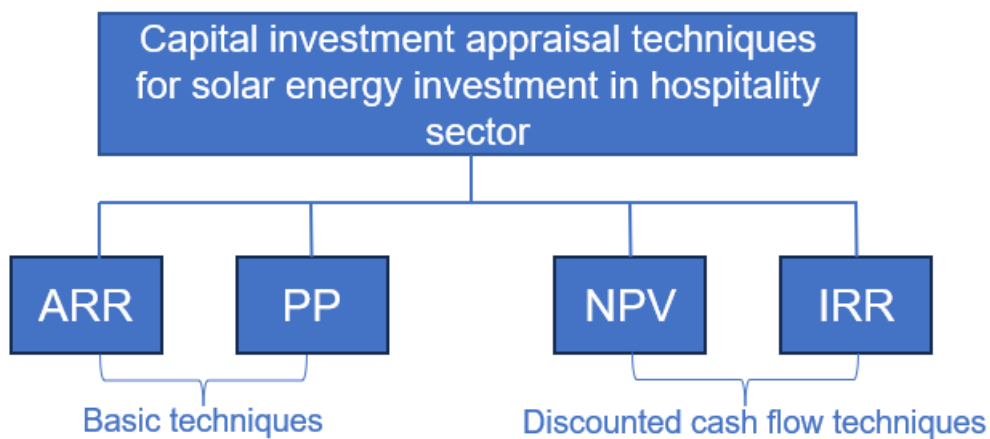 Capital investment appraisal techniques
for solar energy investment in hospitality
sector
ARR
PP
NPV
IRR
Basic techniques
Discounted cash flow techniques